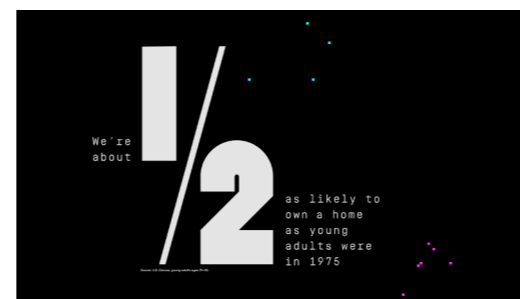 We're
about
1/2
as likely to
own a home
as young
adults were
in 1975